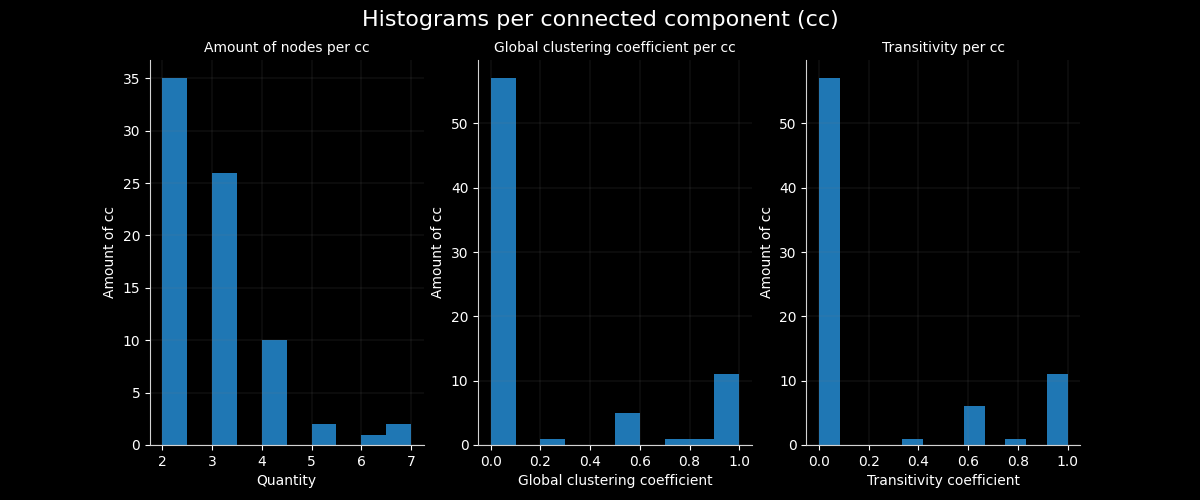 Histograms per connected component (cc)
Amount of nodes per cc
Amount of cc
35
30
25
20
15
10
5
0
2 3 4 5 6 7
Quantity
Global clustering coefficient per cc
Amount of cc
50
40
30
20
10
0
0.0 0.2 0.4 0.6 0.8 1.0
Global clustering coefficient
Transitivity per cc
Amount of cc
50
40
30
20
10
0
0.0 0.2 0.4 0.6 0.8 1.0
Transitivity coefficient